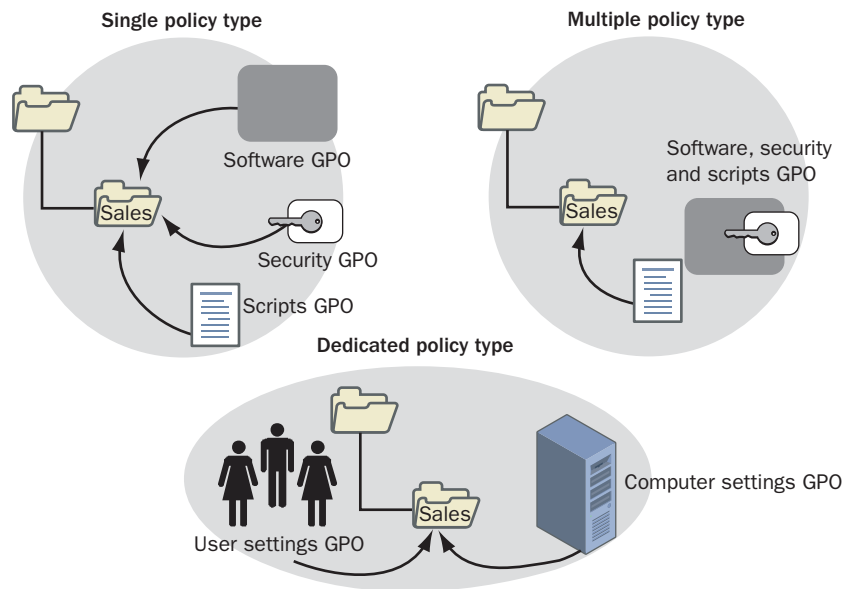 Single policy type
Software GPO
Sales
Security GPO
Scripts GPO
Multiple policy type
Software, security
and scripts GPO
Sales
Dedicated policy type
Computer settings GPO
Sales
User settings GPO